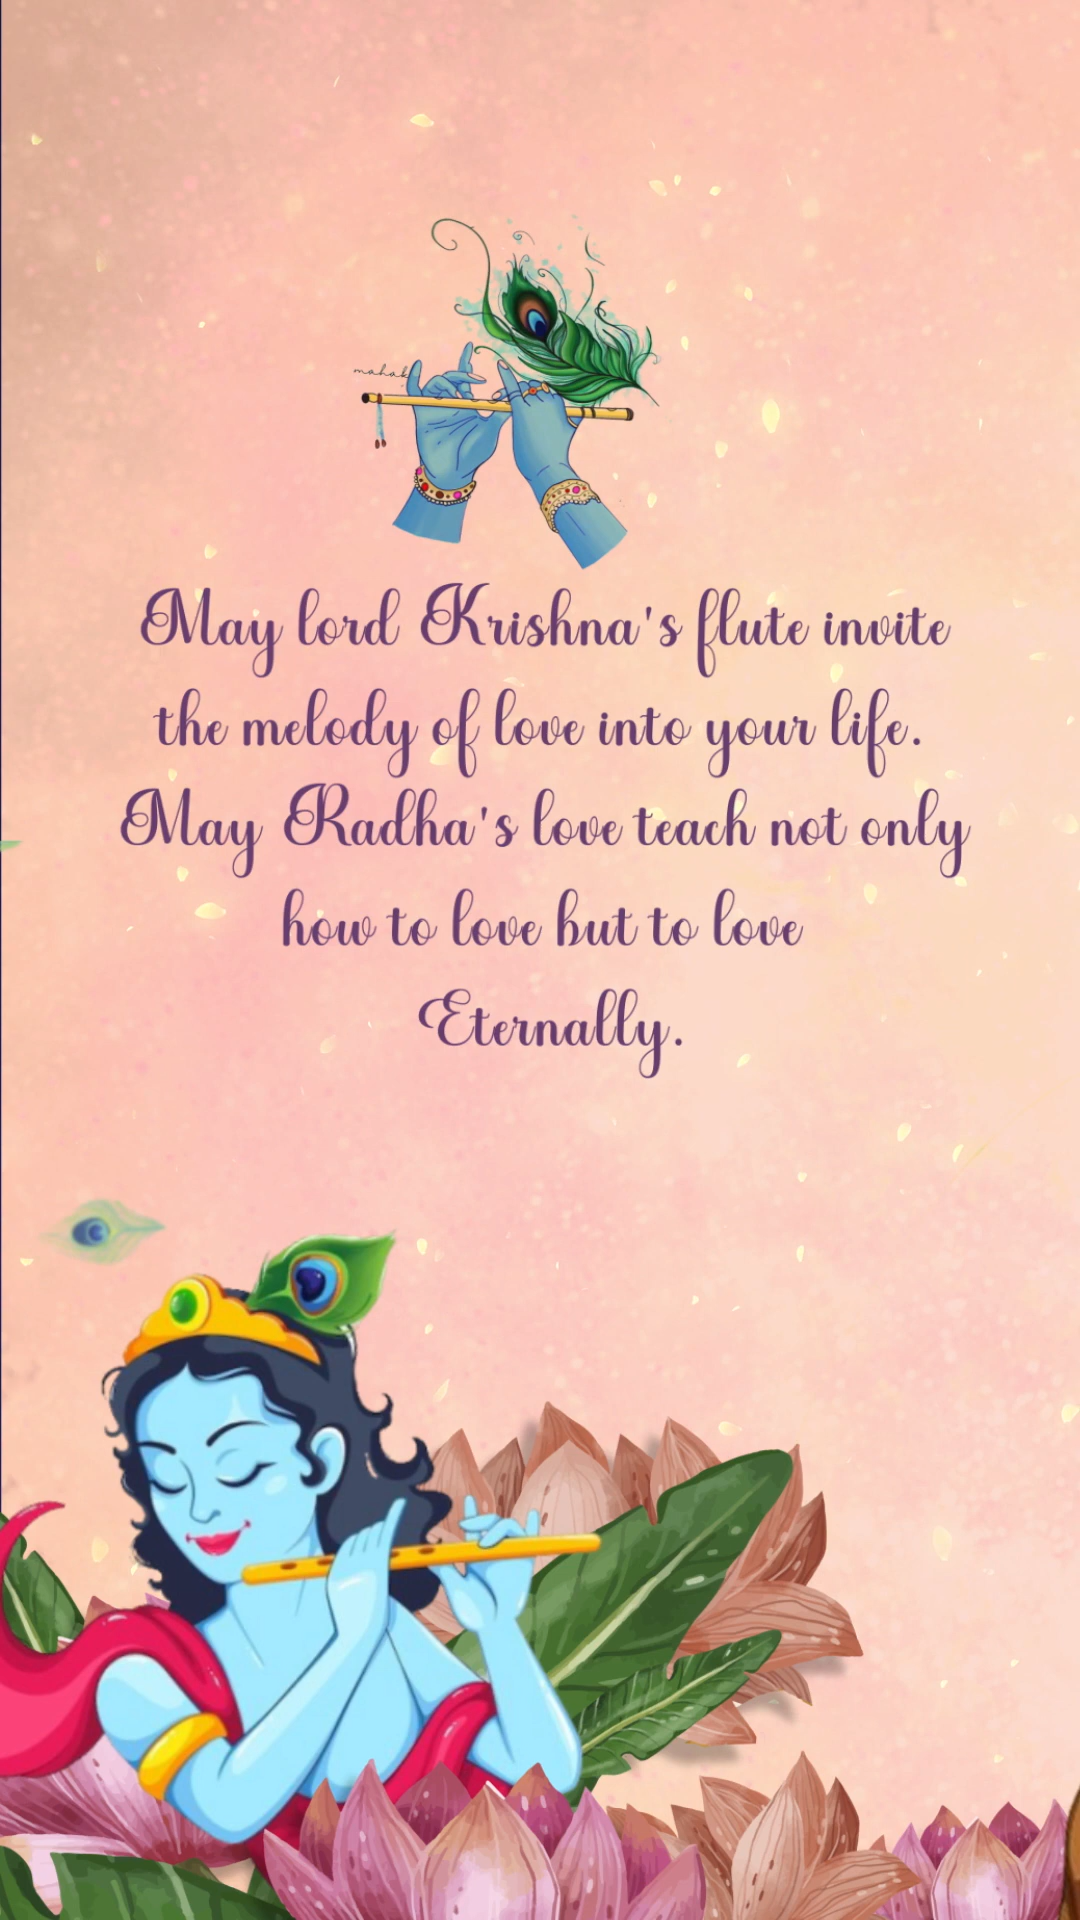 mahak
May lord Krishna's flute invite
the melody of love into your life.
May Radha's love teach not only
how to love but to love
Eternally.